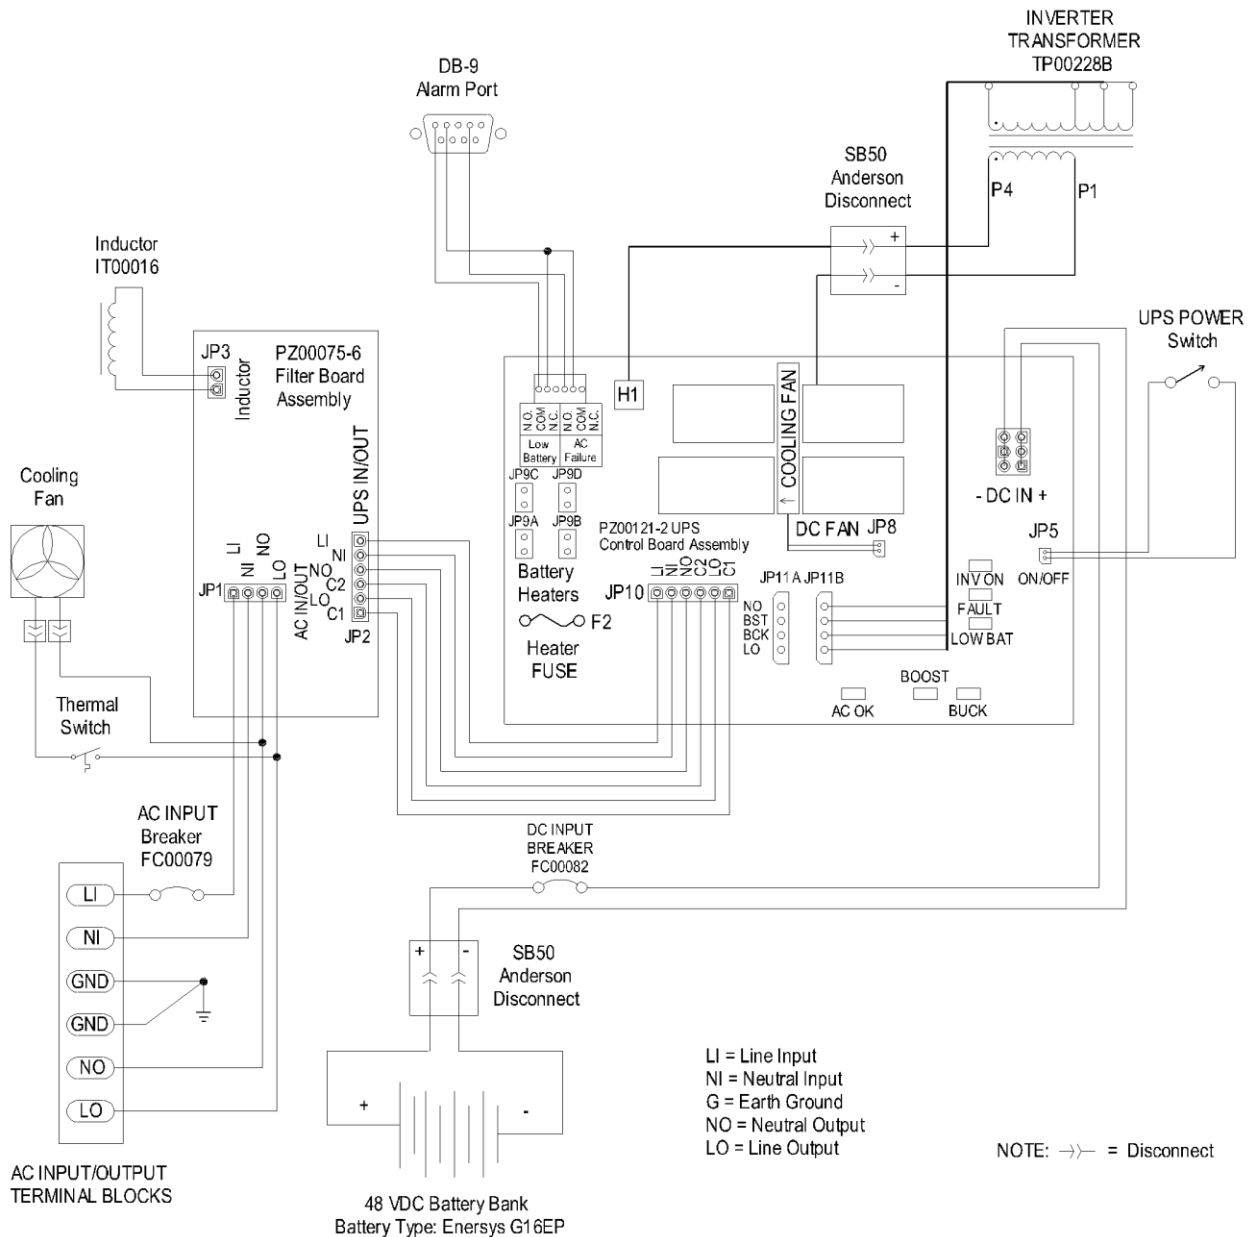 INVERTER
TRANSFORMER
TP00228B
DB-9
Alarm Port
SB50
Anderson
Disconnect
P4
P1
Inductor
IT00016
UPS POWER
Switch
JP3
Inductor
PZ00075-6
Filter Board
Assembly
H1
N.O.
COM
N.C.
N.O.
COM
N.C.
Low
Battery
AC
Failure
← COOLING FAN
- DC IN +
Cooling
Fan
UPS IN/OUT
JP9C
JP9D
JP9A
JP9B
PZ00121-2 UPS
Control Board Assembly
DC FAN
JP8
JP5
ON/OFF
LI
NI
NO
LO
JP1
AC IN/OUT
LI
NI
NO
C2
LO
C1
JP2
Battery
Heaters
F2
Heater
FUSE
JP10
LI
NI
NO
C2
LO
C1
JP11A
JP11B
NO
BST
BCK
LO
INV ON
FAULT
LOW BAT
BOOST
AC OK
BUCK
Thermal
Switch
AC INPUT
Breaker
FC00079
DC INPUT
BREAKER
FC00082
LI
NI
GND
GND
NO
LO
+ -
SB50
Anderson
Disconnect
+
-
+
-
AC INPUT/OUTPUT
TERMINAL BLOCKS
48 VDC Battery Bank
Battery Type: Enersys G16EP
LI = Line Input
NI = Neutral Input
G = Earth Ground
NO = Neutral Output
LO = Line Output
NOTE: = Disconnect